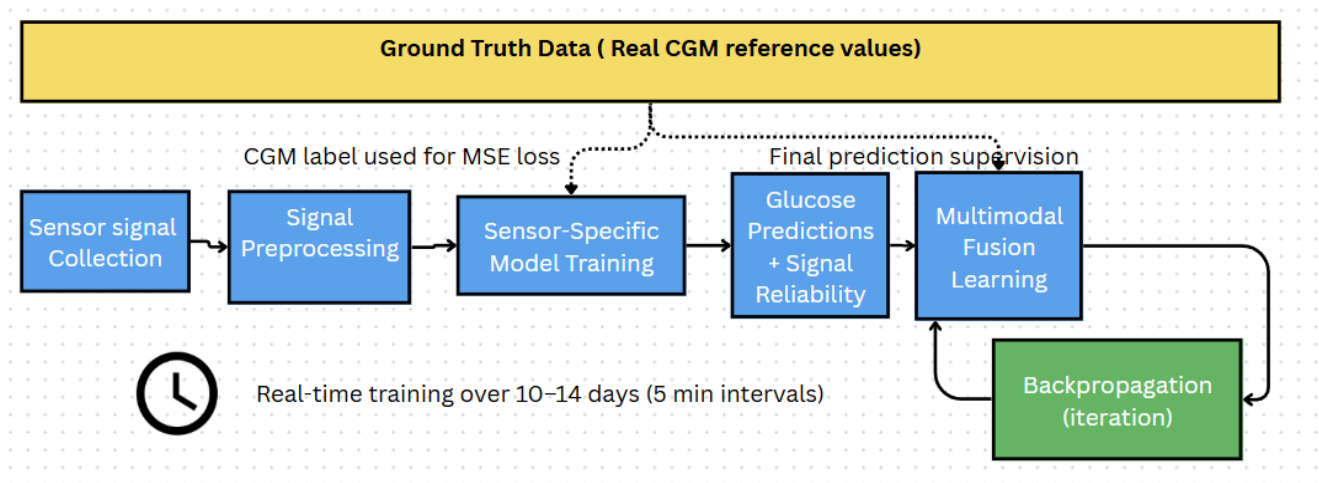 Ground Truth Data ( Real CGM reference values)
CGM label used for MSE loss
Final prediction supervision
Sensor signal
Collection
Signal
Preprocessing
Sensor-Specific
Model Training
Glucose
Predictions
+ Signal
Reliability
Multimodal
Fusion
Learning
Real-time training over 10–14 days (5 min intervals)
Backpropagation
(iteration)